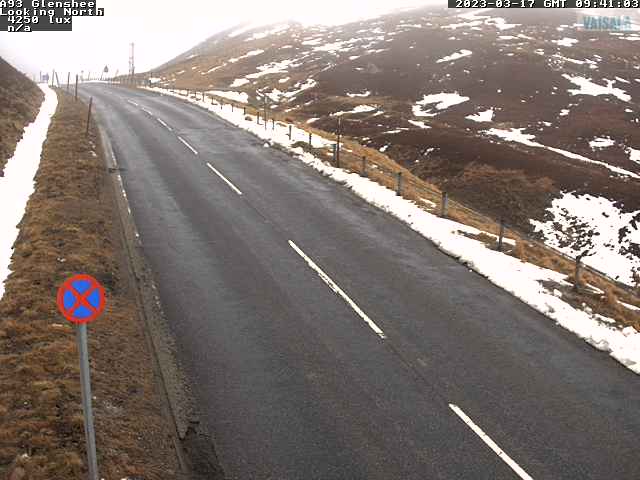 A93 Glenshee
Looking North
4250 lux
n/a
2023-03-17 GMT 09:41:03
VAISALA